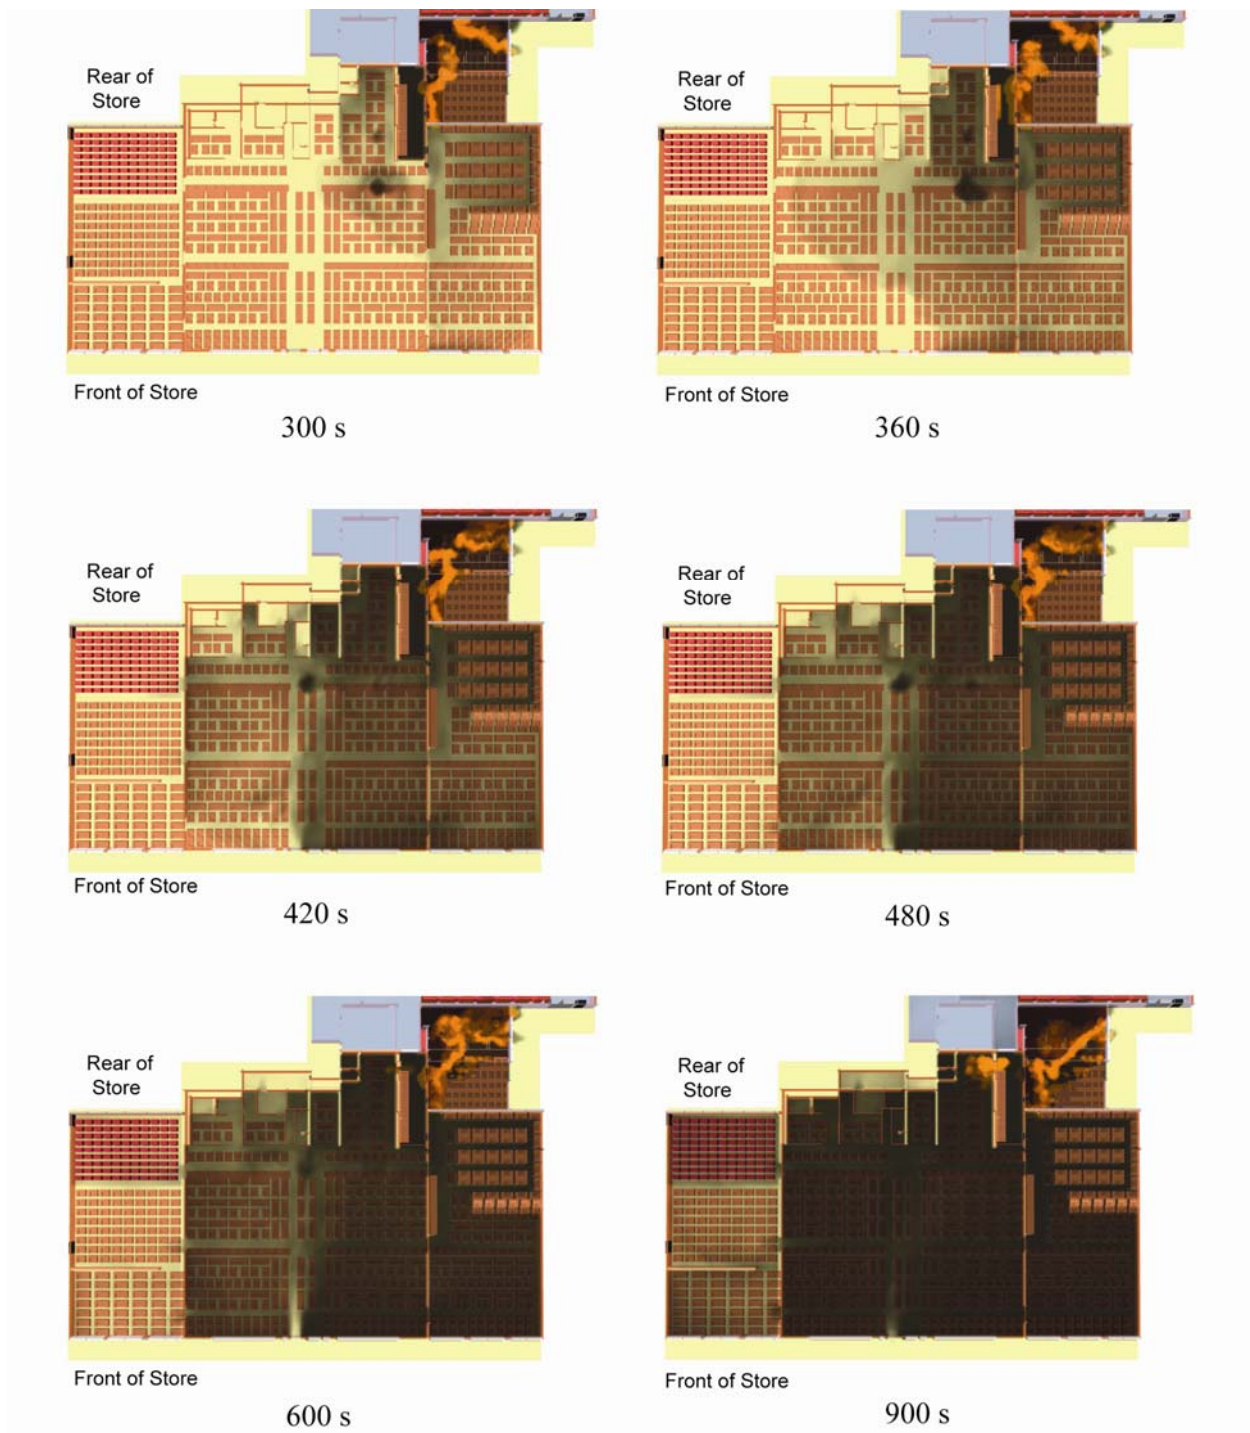 Rear of
Store
Front of Store
300 s
Rear of
Store
Front of Store
360 s
Rear of
Store
Front of Store
420 s
Rear of
Store
Front of Store
480 s
Rear of
Store
Front of Store
600 s
Rear of
Store
Front of Store
900 s